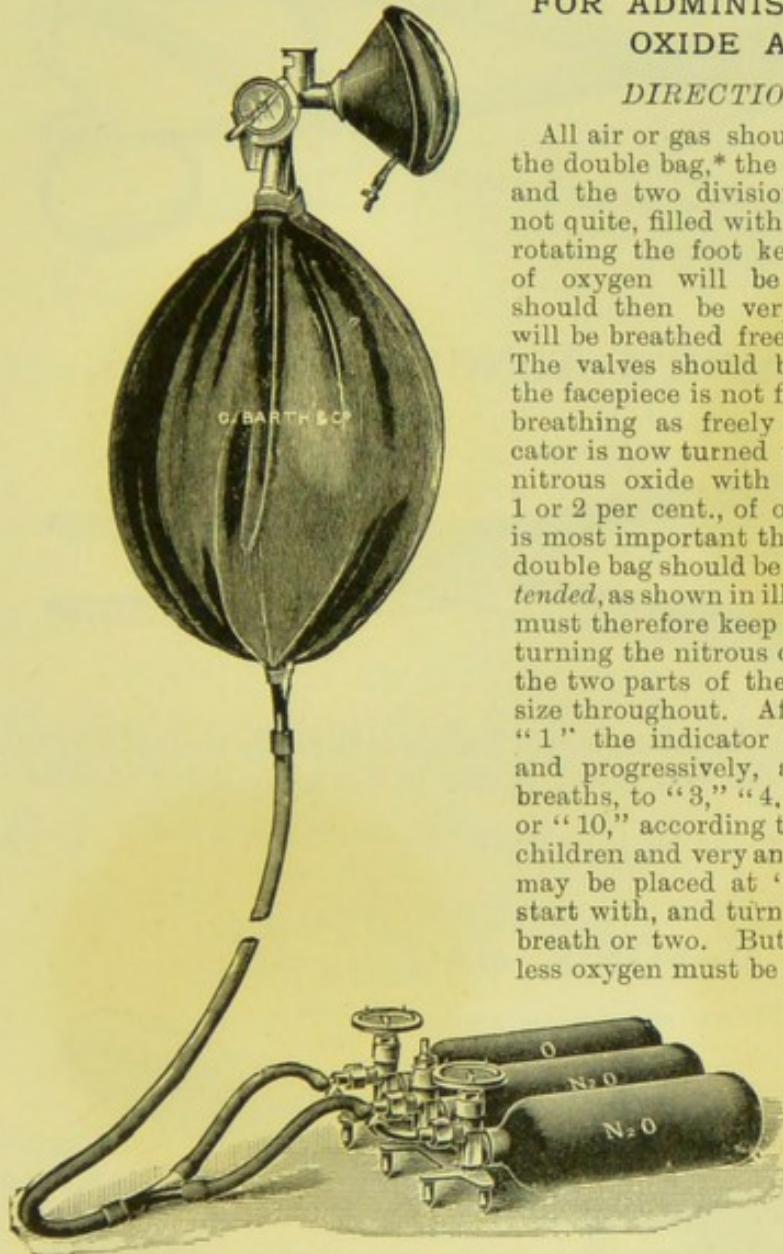 FOR ADMINIS
OXIDE A
DIRECTIO
All air or gas shou
the double bag,* the
and the two divisio
not quite, filled with
rotating the foot ke
of oxygen will be
should then be ver
will be breathed free
The valves should b
the facepiece is not f
breathing as freely
cator is now turned
nitrous oxide with
1 or 2 per cent., of o
is most important th
double bag should be
tended, as shown in ill
must therefore keep
turning the nitrous o
the two parts of the
size throughout. Af
"1" the indicator
and progressively, a
breaths, to "3," "4,
or "10," according t
children and very an
may be placed at '
start with, and turn
breath or two. But
less oxygen must be
G. BARTH & Co
O
N2O
N2O